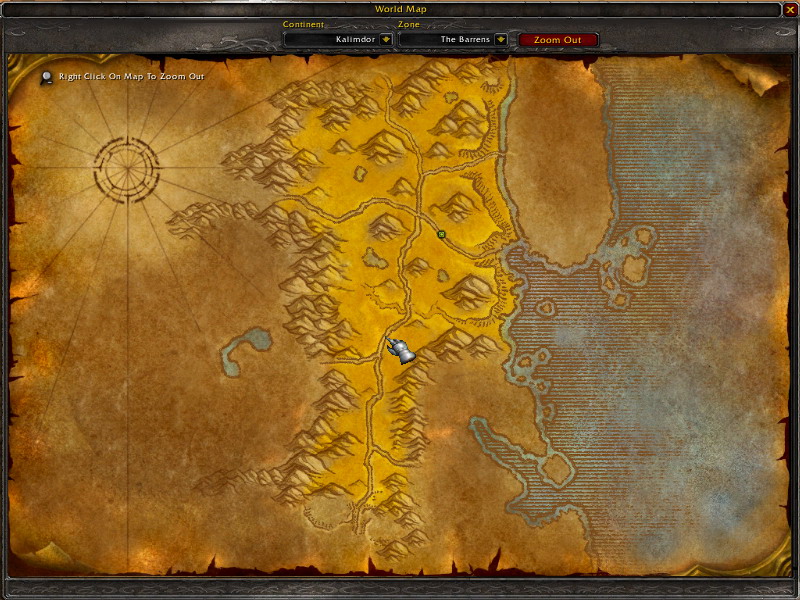 World Map
Continent
Zone
Kalimdor
The Barrens
Zoom Out
Right Click On Map To Zoom Out